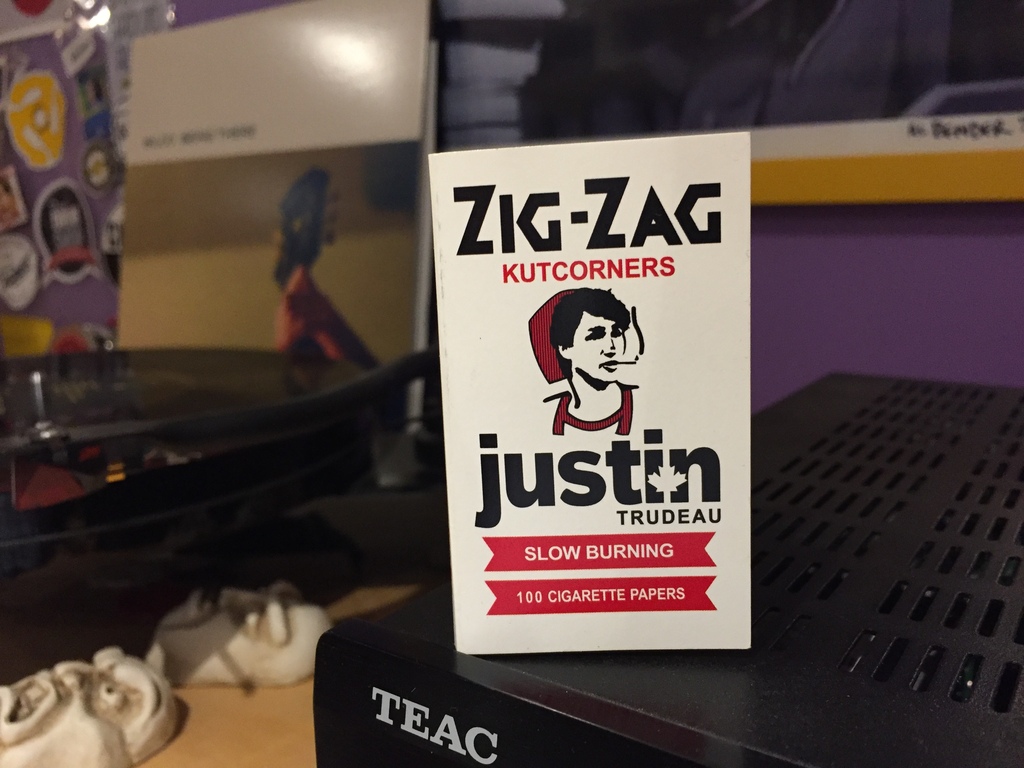 ZIG-ZAG
KUTCORNERS
justin
TRUDEAU
SLOW BURNING
100 CIGARETTE PAPERS
TEAC